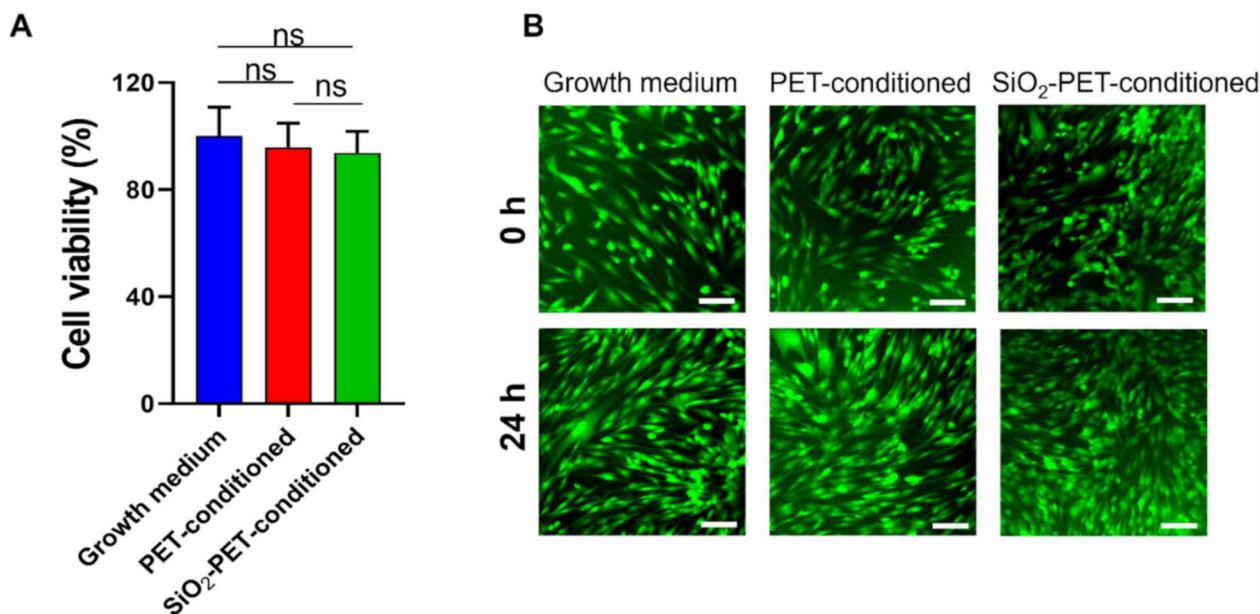 A
ns
ns
ns
120
80
40
0
Cell viability (%)
Growth medium
PET-conditioned
SiO₂-PET-conditioned
B
Growth medium PET-conditioned SiO₂-PET-conditioned
0 h
24 h